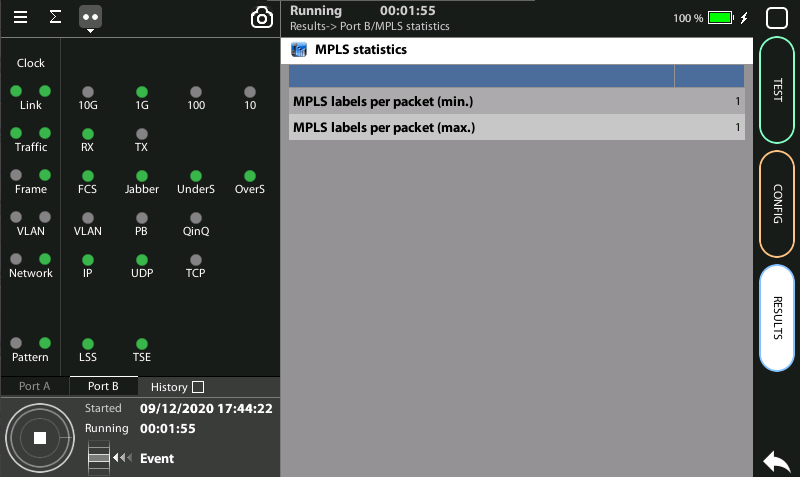 Running 00:01:55
Results-> Port B/MPLS statistics
100 %
MPLS statistics
MPLS labels per packet (min.) 1
MPLS labels per packet (max.) 1
Clock
Link 10G 1G 100 10
Traffic RX TX
Frame FCS Jabber UnderS OverS
VLAN VLAN PB QinQ
Network IP UDP TCP
Pattern LSS TSE
Port A Port B History
Started 09/12/2020 17:44:22
Running 00:01:55
Event
TEST
CONFIG
RESULTS